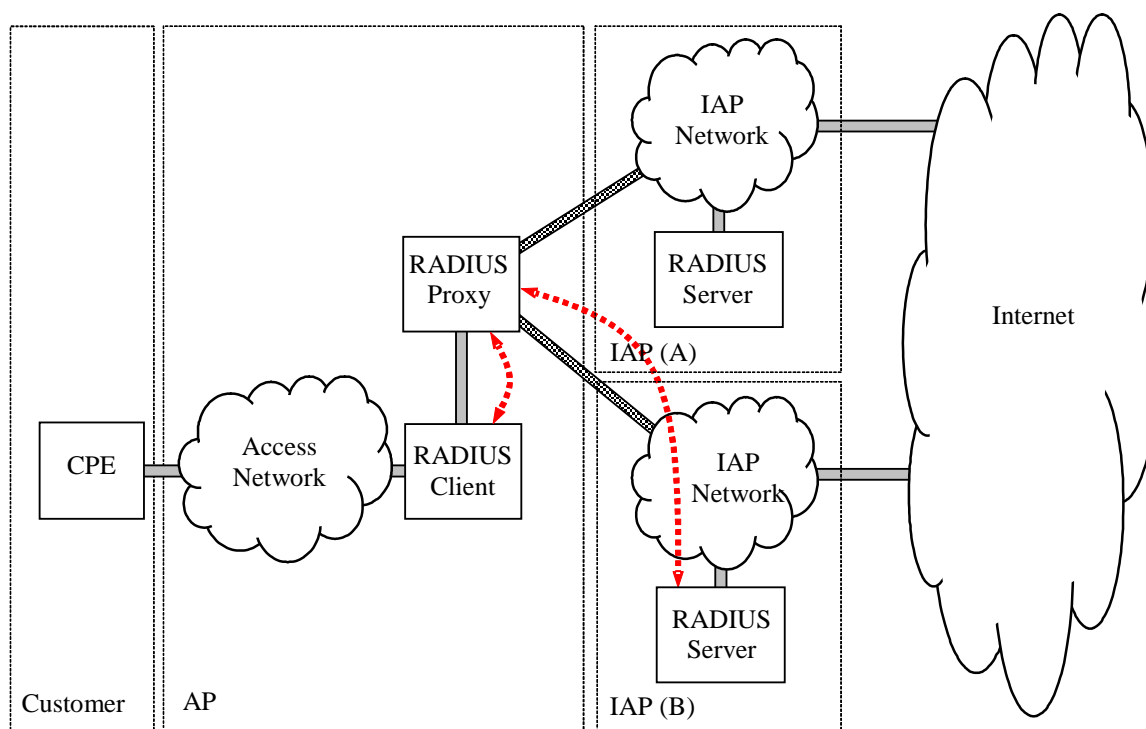 IAP
Network
RADIUS
Server
IAP (A)
RADIUS
Proxy
Internet
CPE
Access
Network
RADIUS
Client
IAP
Network
RADIUS
Server
Customer
AP
IAP (B)